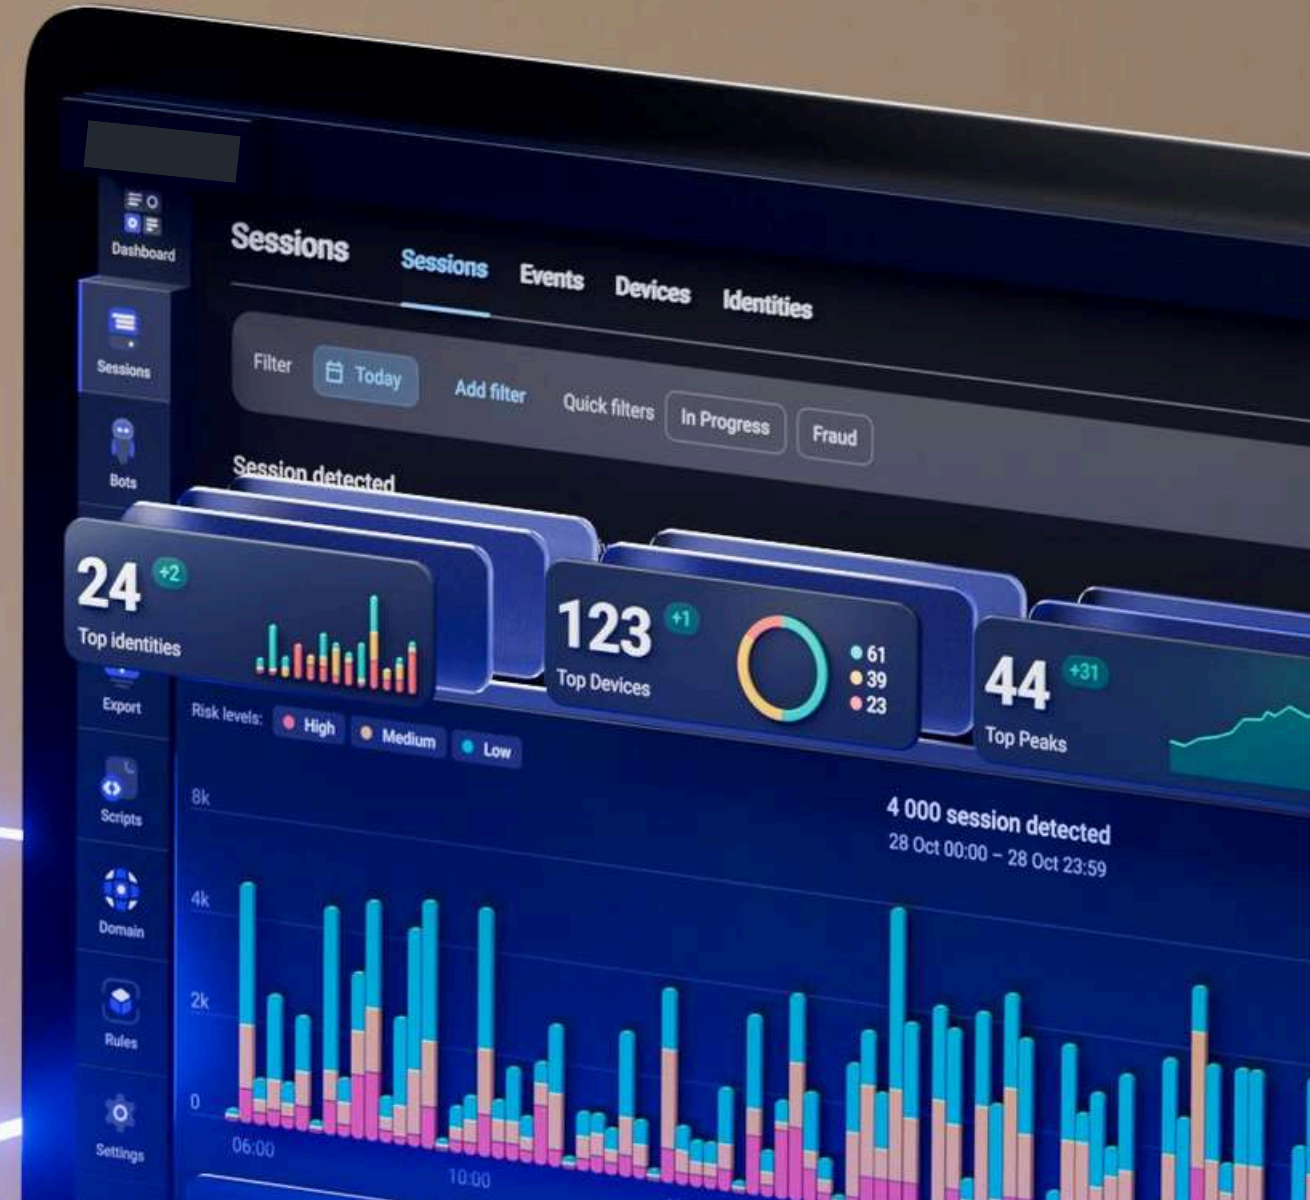 Dashboard
Sessions
Sessions
Events
Devices
Identities
Sessions
Filter
Today
Add filter
Quick filters
In Progress
Fraud
Bots
Session detected
24
+2
Top identities
123
+1
Top Devices
61
39
23
44
+31
Top Peaks
Export
Risk levels:
High
Medium
Low
Scripts
8k
4 000 session detected
28 Oct 00:00 – 28 Oct 23:59
4k
Domain
2k
Rules
0
06:00
10:00
Settings